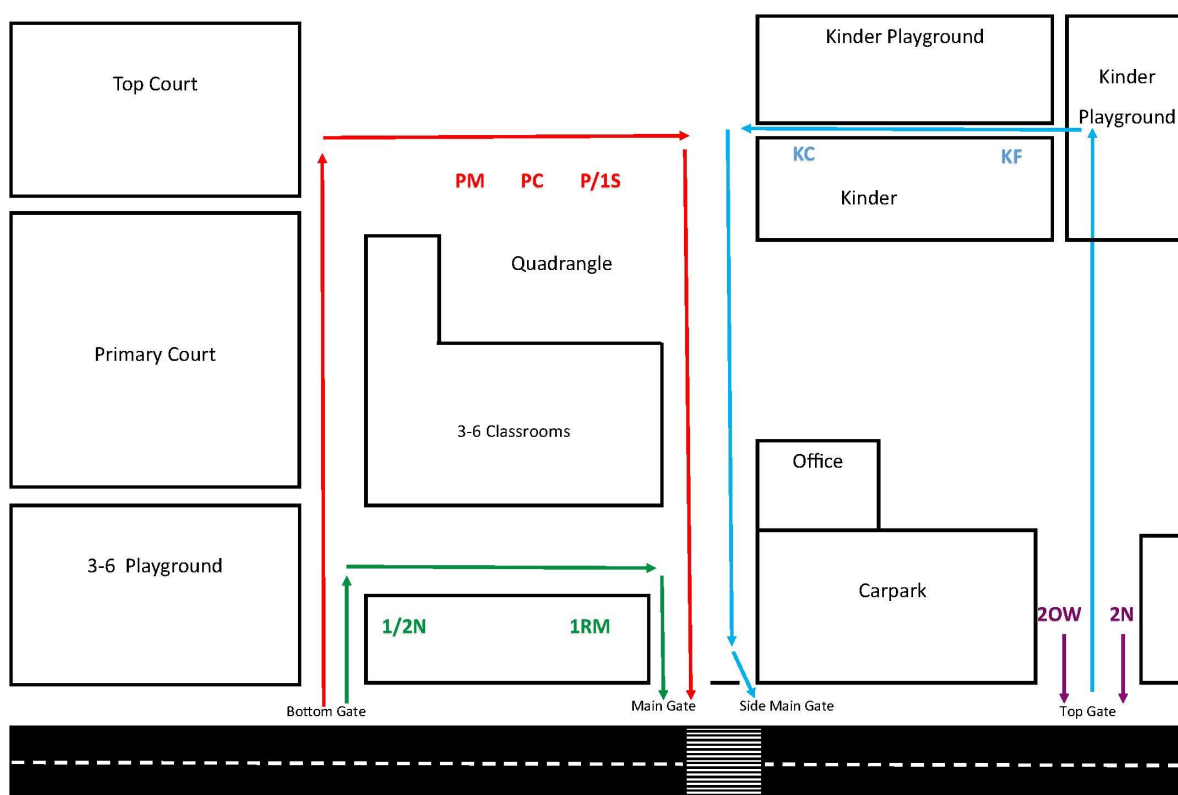 Kinder Playground
Top Court
Kinder
Playground
KC
KF
PM PC P/1S
Kinder
Quadrangle
Primary Court
3-6 Classrooms
Office
3-6 Playground
Carpark
1/2N
1RM
2OW
2N
Bottom Gate
Main Gate
Side Main Gate
Top Gate